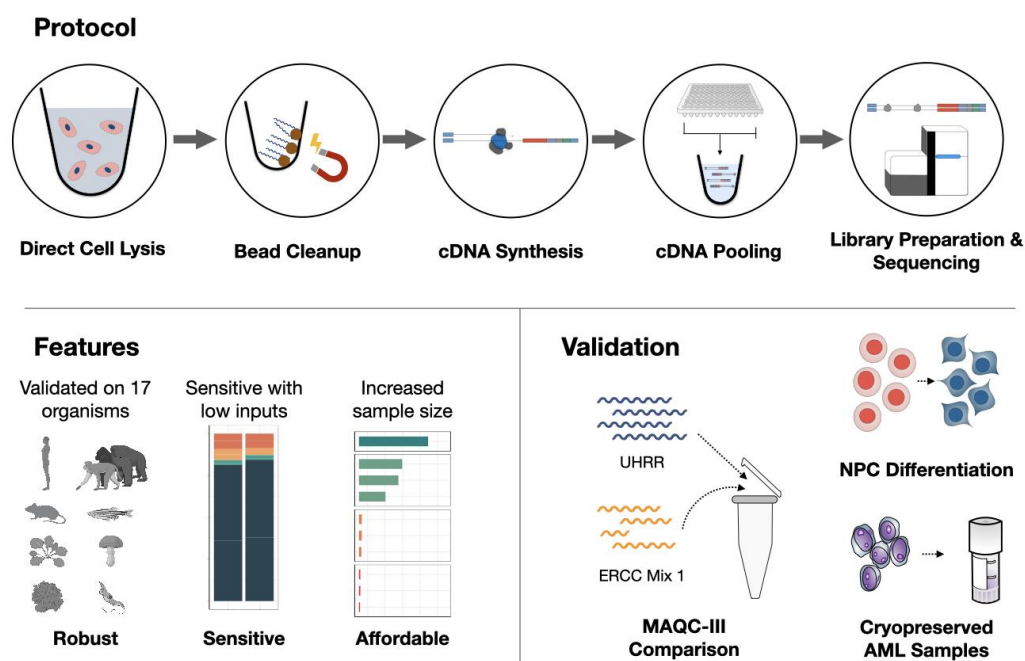 Protocol
Direct Cell Lysis
Bead Cleanup
cDNA Synthesis
cDNA Pooling
Library Preparation &
Sequencing
Features
Validated on 17
organisms
Sensitive with
low inputs
Increased
sample size
Robust
Sensitive
Affordable
Validation
UHRR
ERCC Mix 1
MAQC-III
Comparison
NPC Differentiation
Cryopreserved
AML Samples